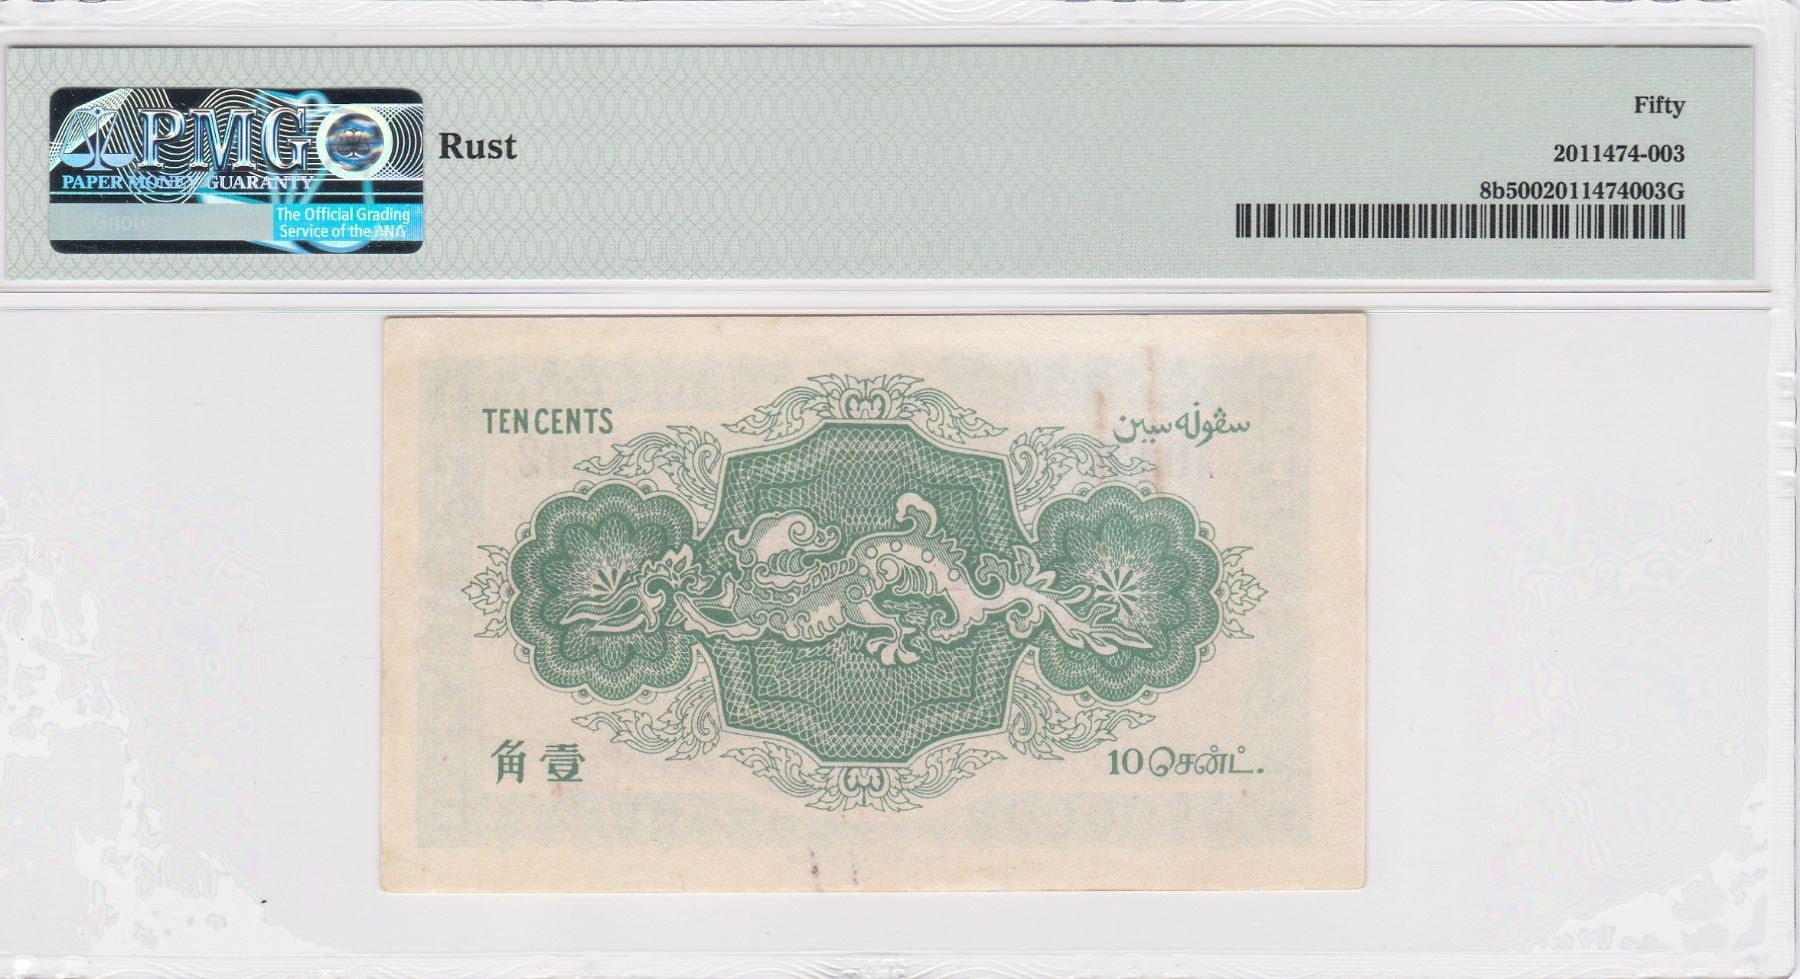 PMG
PAPER MONEY GUARANTY
The Official Grading
Service of the ANA
Rust
Fifty
2011474-003
8b5002011474003G
TEN CENTS
سڤوله سين
角壹
10 செண்ட்.